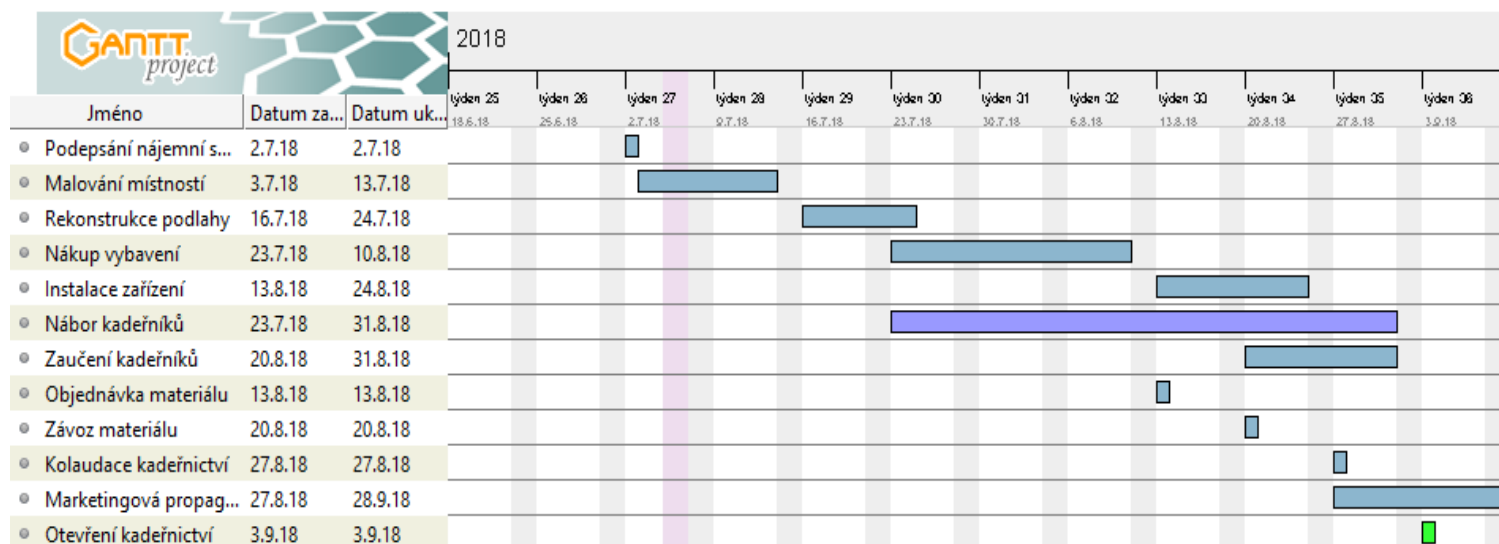 GANTT
project
2018
týden 25 týden 26 týden 27 týden 28 týden 29 týden 30 týden 31 týden 32 týden 33 týden 34 týden 35 týden 36
18.6.18 25.6.18 2.7.18 9.7.18 16.7.18 23.7.18 30.7.18 6.8.18 13.8.18 20.8.18 27.8.18 3.9.18
Jméno Datum za... Datum uk...
Podepsání nájemní s... 2.7.18 2.7.18
Malování místností 3.7.18 13.7.18
Rekonstrukce podlahy 16.7.18 24.7.18
Nákup vybavení 23.7.18 10.8.18
Instalace zařízení 13.8.18 24.8.18
Nábor kadeřníků 23.7.18 31.8.18
Zaučení kadeřníků 20.8.18 31.8.18
Objednávka materiálu 13.8.18 13.8.18
Závoz materiálu 20.8.18 20.8.18
Kolaudace kadeřnictví 27.8.18 27.8.18
Marketingová propag... 27.8.18 28.9.18
Otevření kadeřnictví 3.9.18 3.9.18